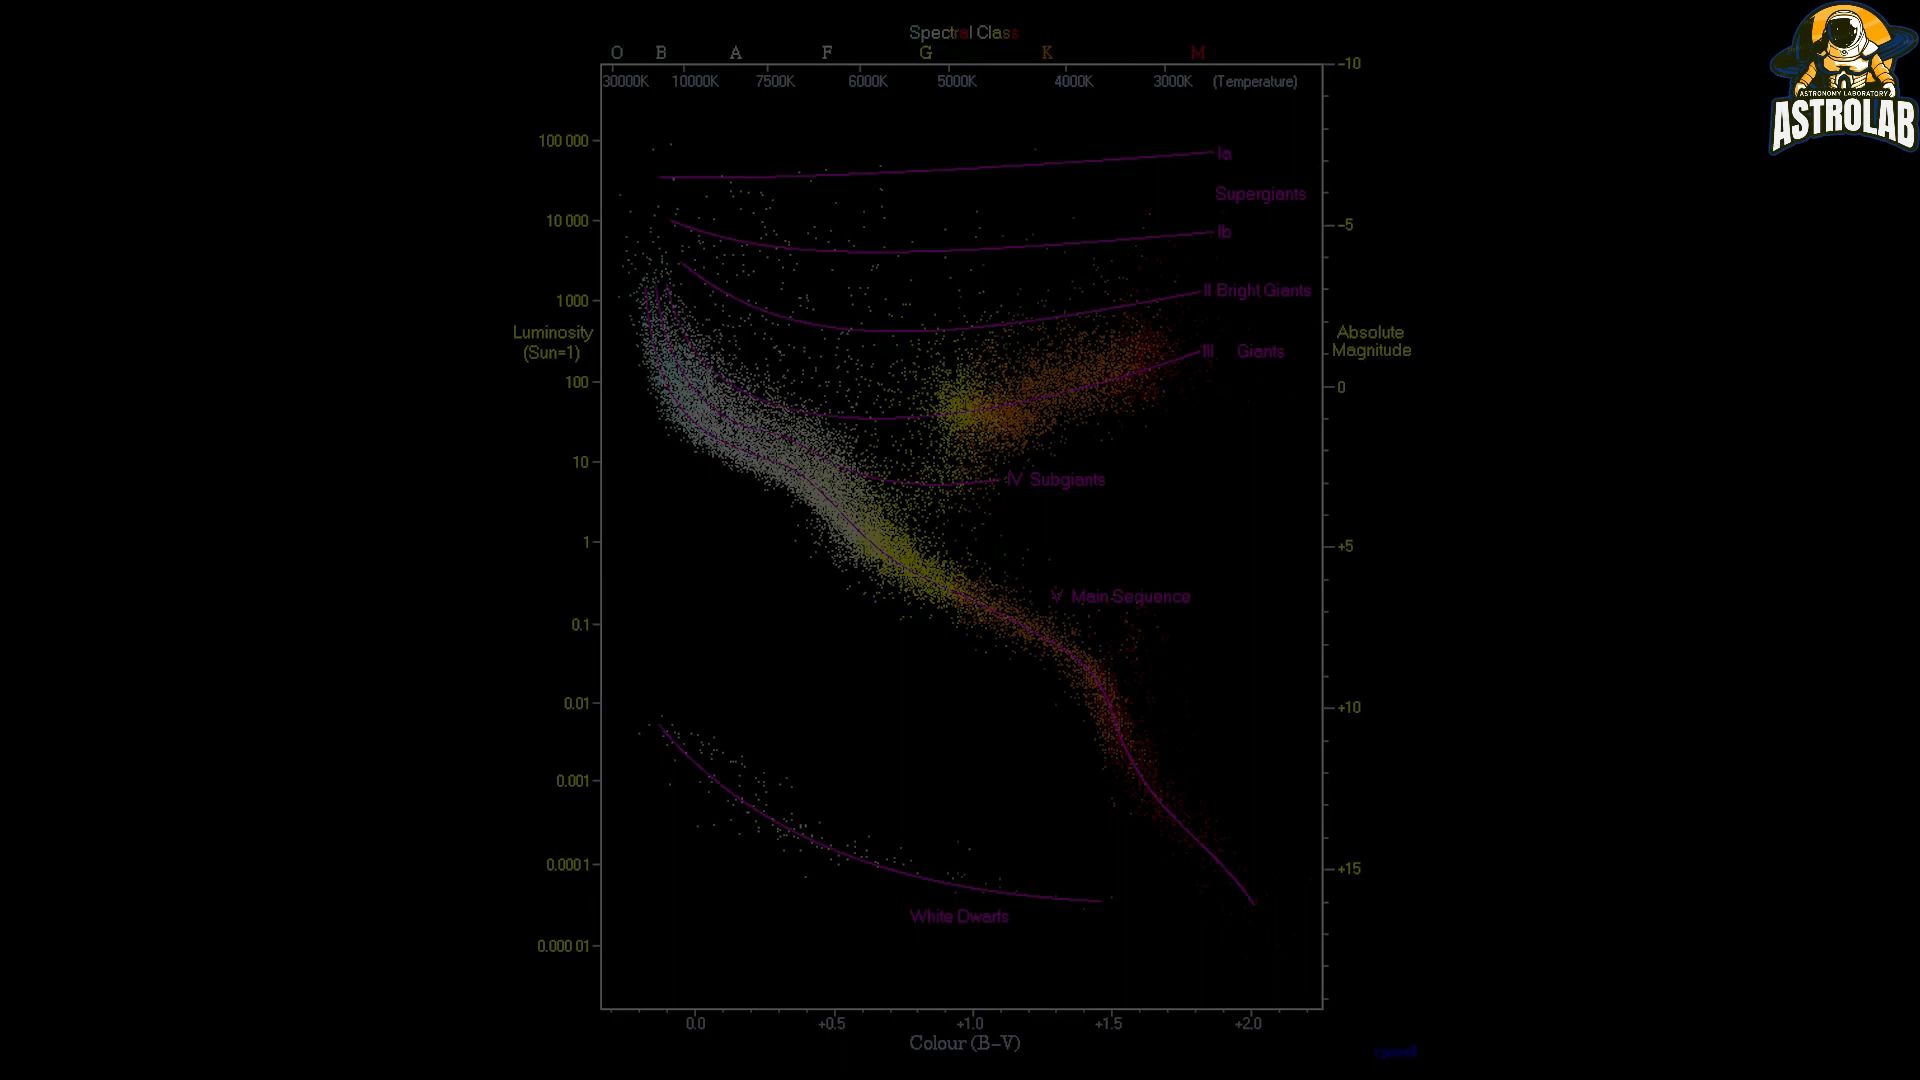 Spectral Class
O B A F G K M
30000K 10000K 7500K 6000K 5000K 4000K 3000K (Temperature)
-10
ASTRONOMY LABORATORY
ASTROLAB
100 000
Ia
Supergiants
10 000
-5
Ib
1 000
II Bright Giants
Luminosity
(Sun=1)
Absolute
Magnitude
III Giants
100
0
10
IV Subgiants
1
+5
V Main Sequence
0.1
0.01
+10
0.001
0.0001
+15
White Dwarfs
0.000 01
0.0 +0.5 +1.0 +1.5 +2.0
Colour (B-V)